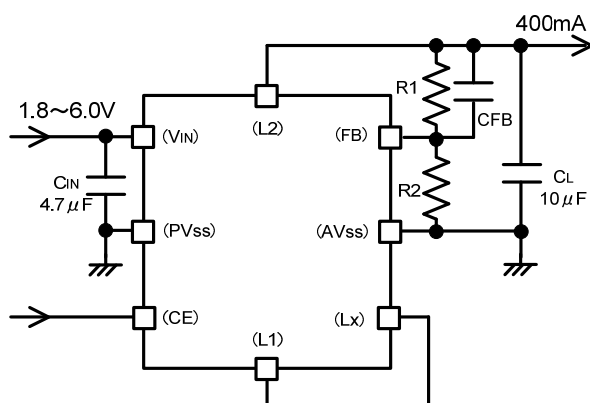 400mA
1.8～6.0V
R1
CFB
(L2)
(VIN)
(FB)
CIN
4.7μF
R2
CL
10μF
(PVss)
(AVss)
(CE)
(Lx)
(L1)